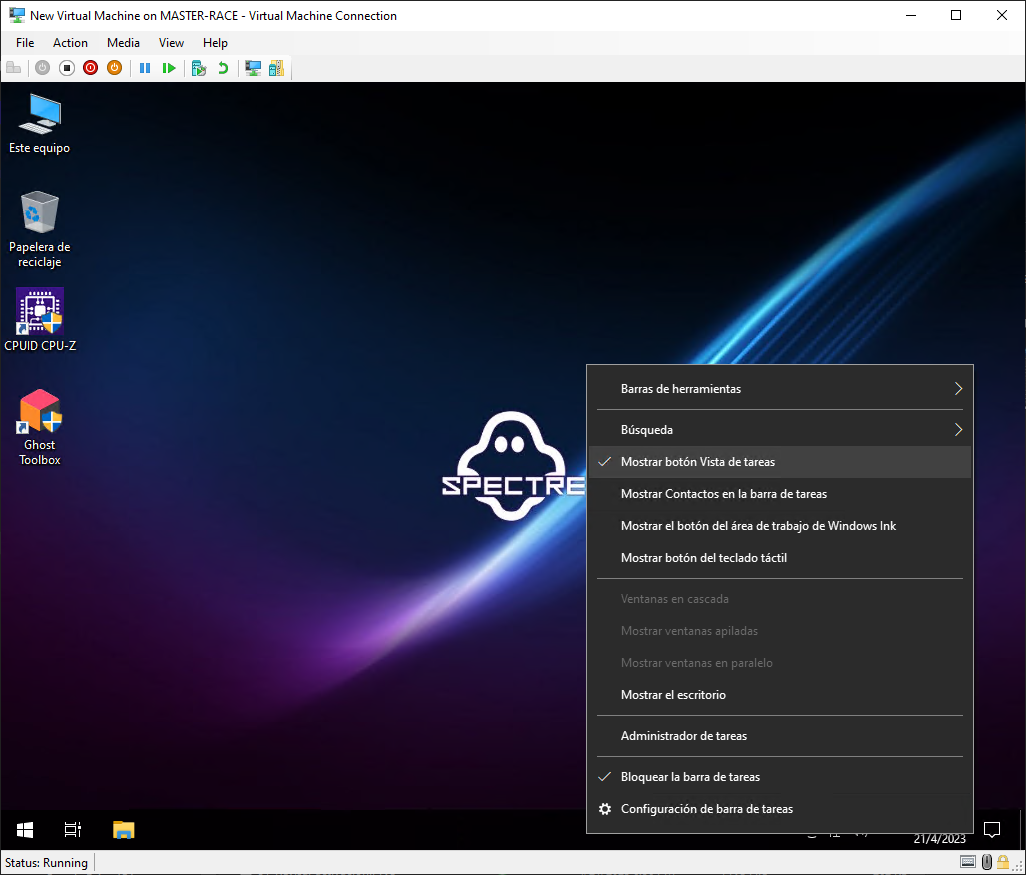 New Virtual Machine on MASTER-RACE - Virtual Machine Connection
File Action Media View Help
Este equipo
Papelera de
reciclaje
CPUID CPU-Z
Ghost
Toolbox
SPECTRE
Barras de herramientas
Búsqueda
Mostrar botón Vista de tareas
Mostrar Contactos en la barra de tareas
Mostrar el botón del área de trabajo de Windows Ink
Mostrar botón del teclado táctil
Ventanas en cascada
Mostrar ventanas apiladas
Mostrar ventanas en paralelo
Mostrar el escritorio
Administrador de tareas
Bloquear la barra de tareas
Configuración de barra de tareas
21/4/2023
Status: Running